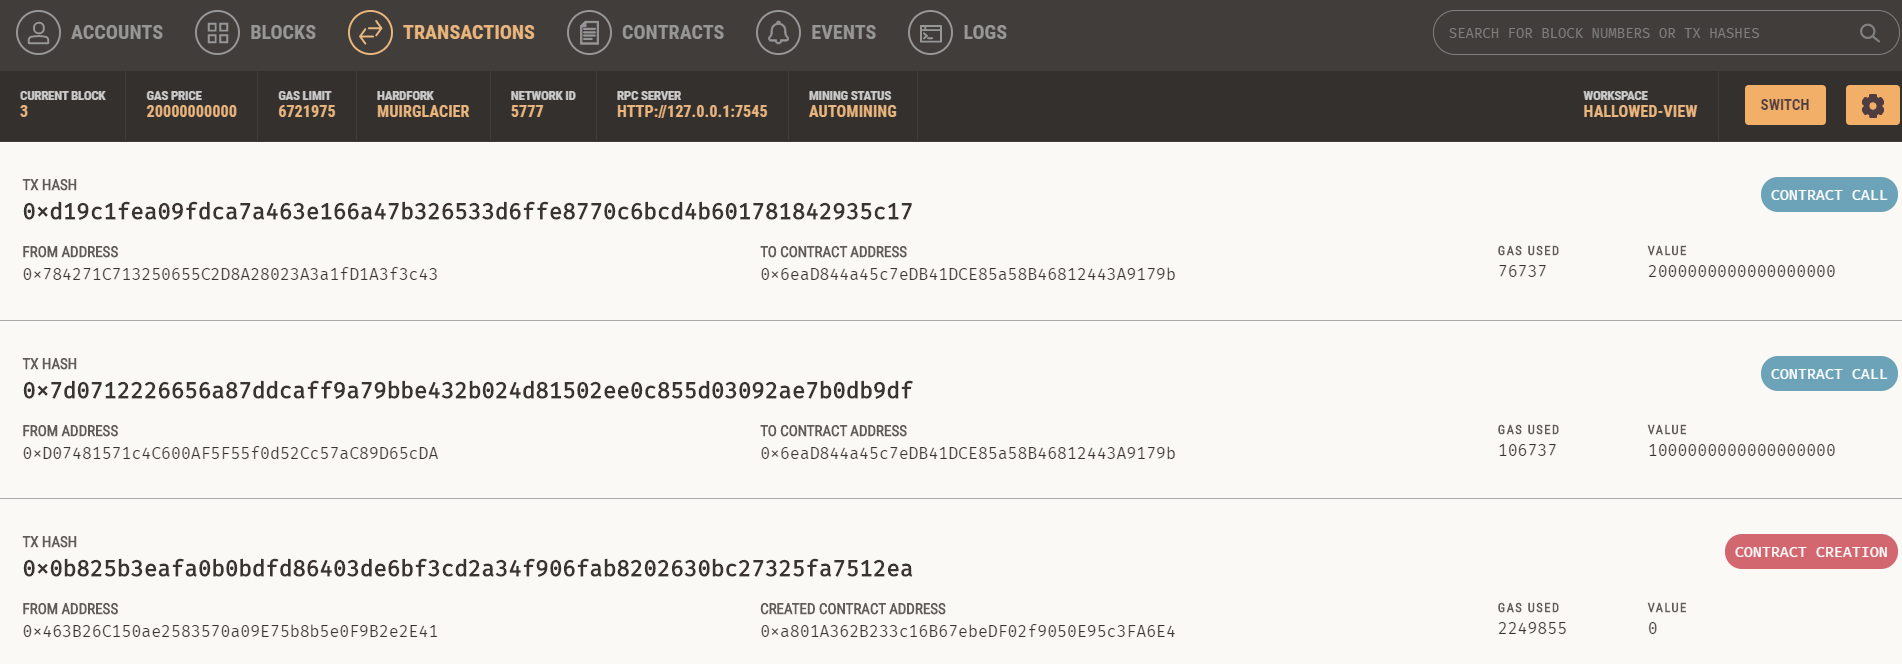 ACCOUNTS BLOCKS TRANSACTIONS CONTRACTS EVENTS LOGS SEARCH FOR BLOCK NUMBERS OR TX HASHES
CURRENT BLOCK GAS PRICE GAS LIMIT HARDFORK NETWORK ID RPC SERVER MINING STATUS WORKSPACE
3 20000000000 6721975 MUIRGLACIER 5777 HTTP://127.0.0.1:7545 AUTOMINING HALLOWED-VIEW SWITCH
TX HASH
0×d19c1fea09fdca7a463e166a47b326533d6ffe8770c6bcd4b601781842935c17 CONTRACT CALL
FROM ADDRESS TO CONTRACT ADDRESS GAS USED VALUE
0×784271C713250655C2D8A28023A3a1fD1A3f3c43 0×6eaD844a45c7eDB41DCE85a58B46812443A9179b 76737 2000000000000000000
TX HASH
0×7d0712226656a87ddcaff9a79bbe432b024d81502ee0c855d03092ae7b0db9df CONTRACT CALL
FROM ADDRESS TO CONTRACT ADDRESS GAS USED VALUE
0×D07481571c4C600AF5F55f0d52Cc57aC89D65cDA 0×6eaD844a45c7eDB41DCE85a58B46812443A9179b 106737 1000000000000000000
TX HASH
0×0b825b3eafa0b0bdfd86403de6bf3cd2a34f906fab8202630bc27325fa7512ea CONTRACT CREATION
FROM ADDRESS CREATED CONTRACT ADDRESS GAS USED VALUE
0×463B26C150ae2583570a09E75b8b5e0F9B2e2E41 0×a801A362B233c16B67ebeDF02f9050E95c3FA6E4 2249855 0